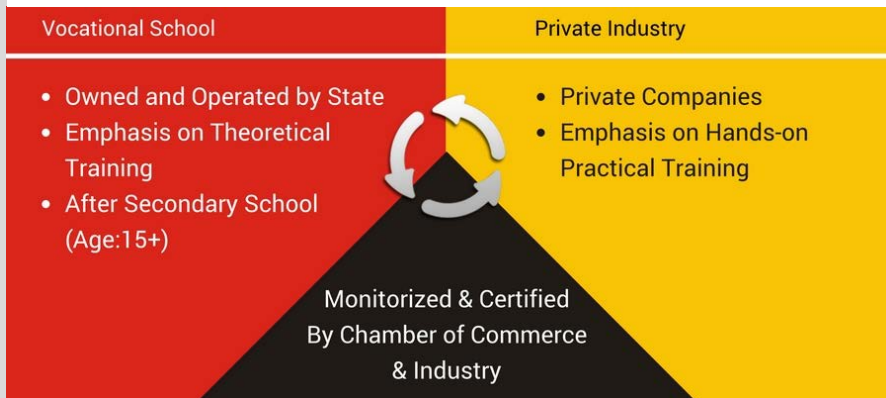 Vocational School
• Owned and Operated by State
• Emphasis on Theoretical
Training
• After Secondary School
(Age:15+)
Private Industry
• Private Companies
• Emphasis on Hands-on
Practical Training
Monitorized & Certified
By Chamber of Commerce
& Industry